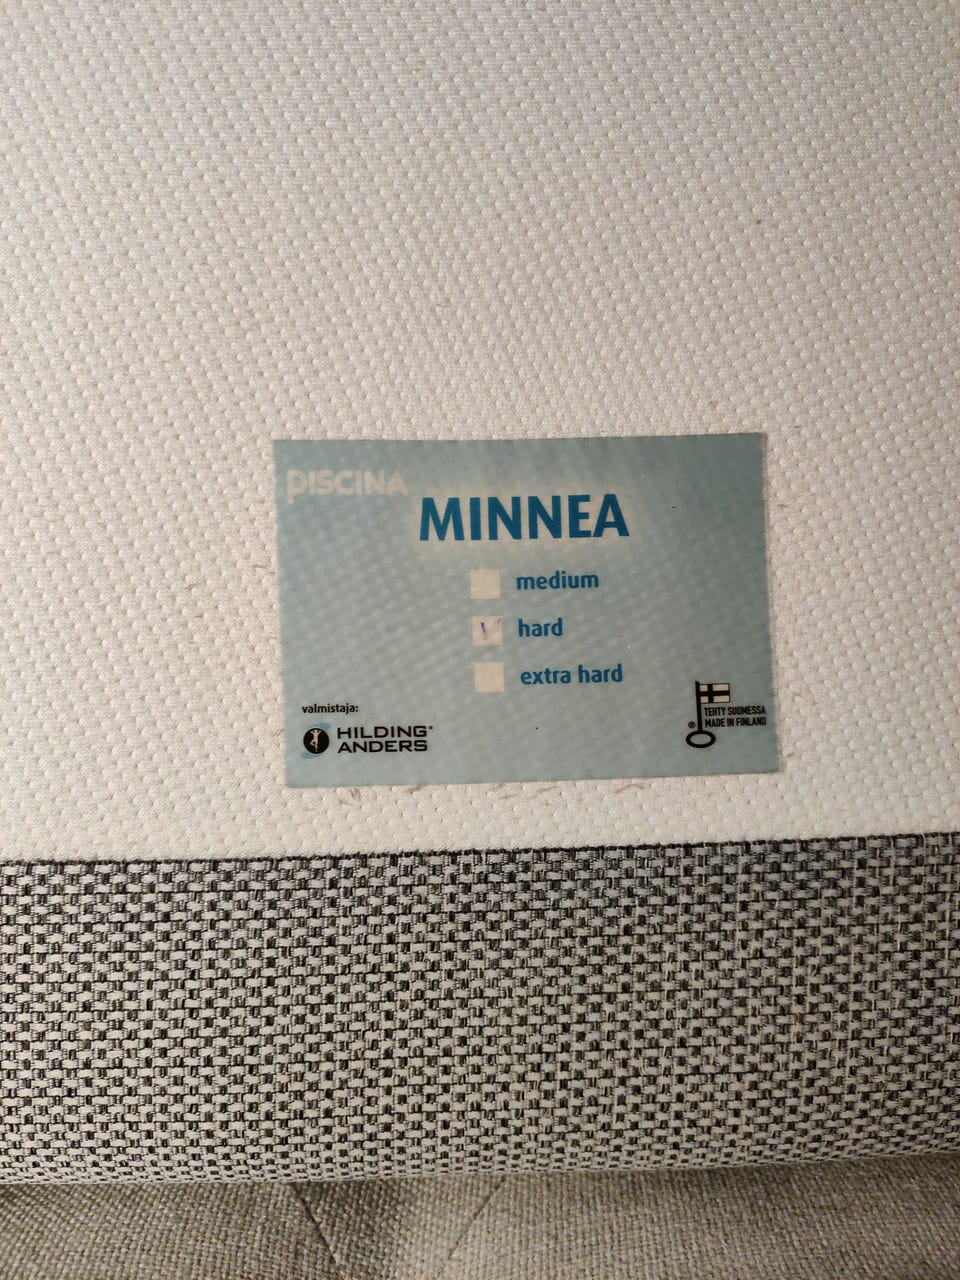 PISCINA
MINNEA
medium
hard
extra hard
valmistaja:
HILDING®
ANDERS
®
TEHTY SUOMESSA
MADE IN FINLAND